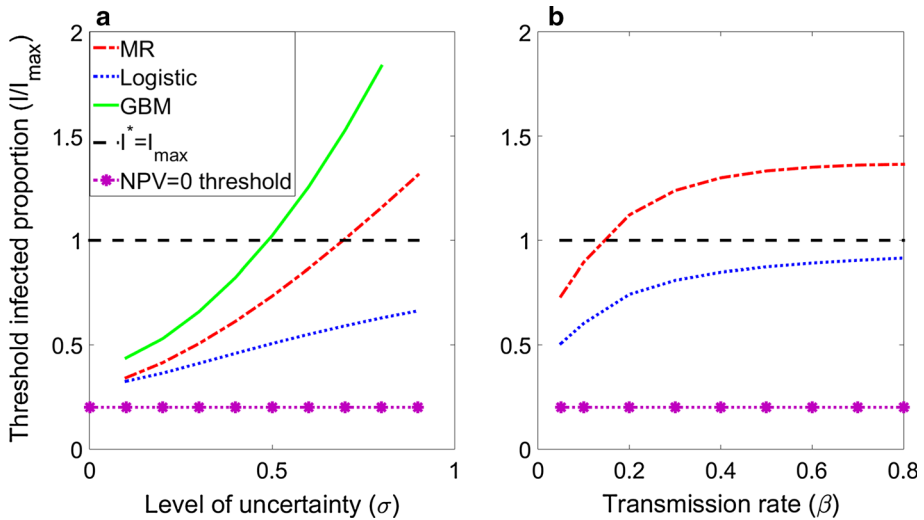 a
Threshold infected proportion (I/I_max)
2
1.5
1
0.5
0
MR
Logistic
GBM
I*=I_max
NPV=0 threshold
0
0.5
1
Level of uncertainty (σ)
b
2
1.5
1
0.5
0
0
0.2
0.4
0.6
0.8
Transmission rate (β)